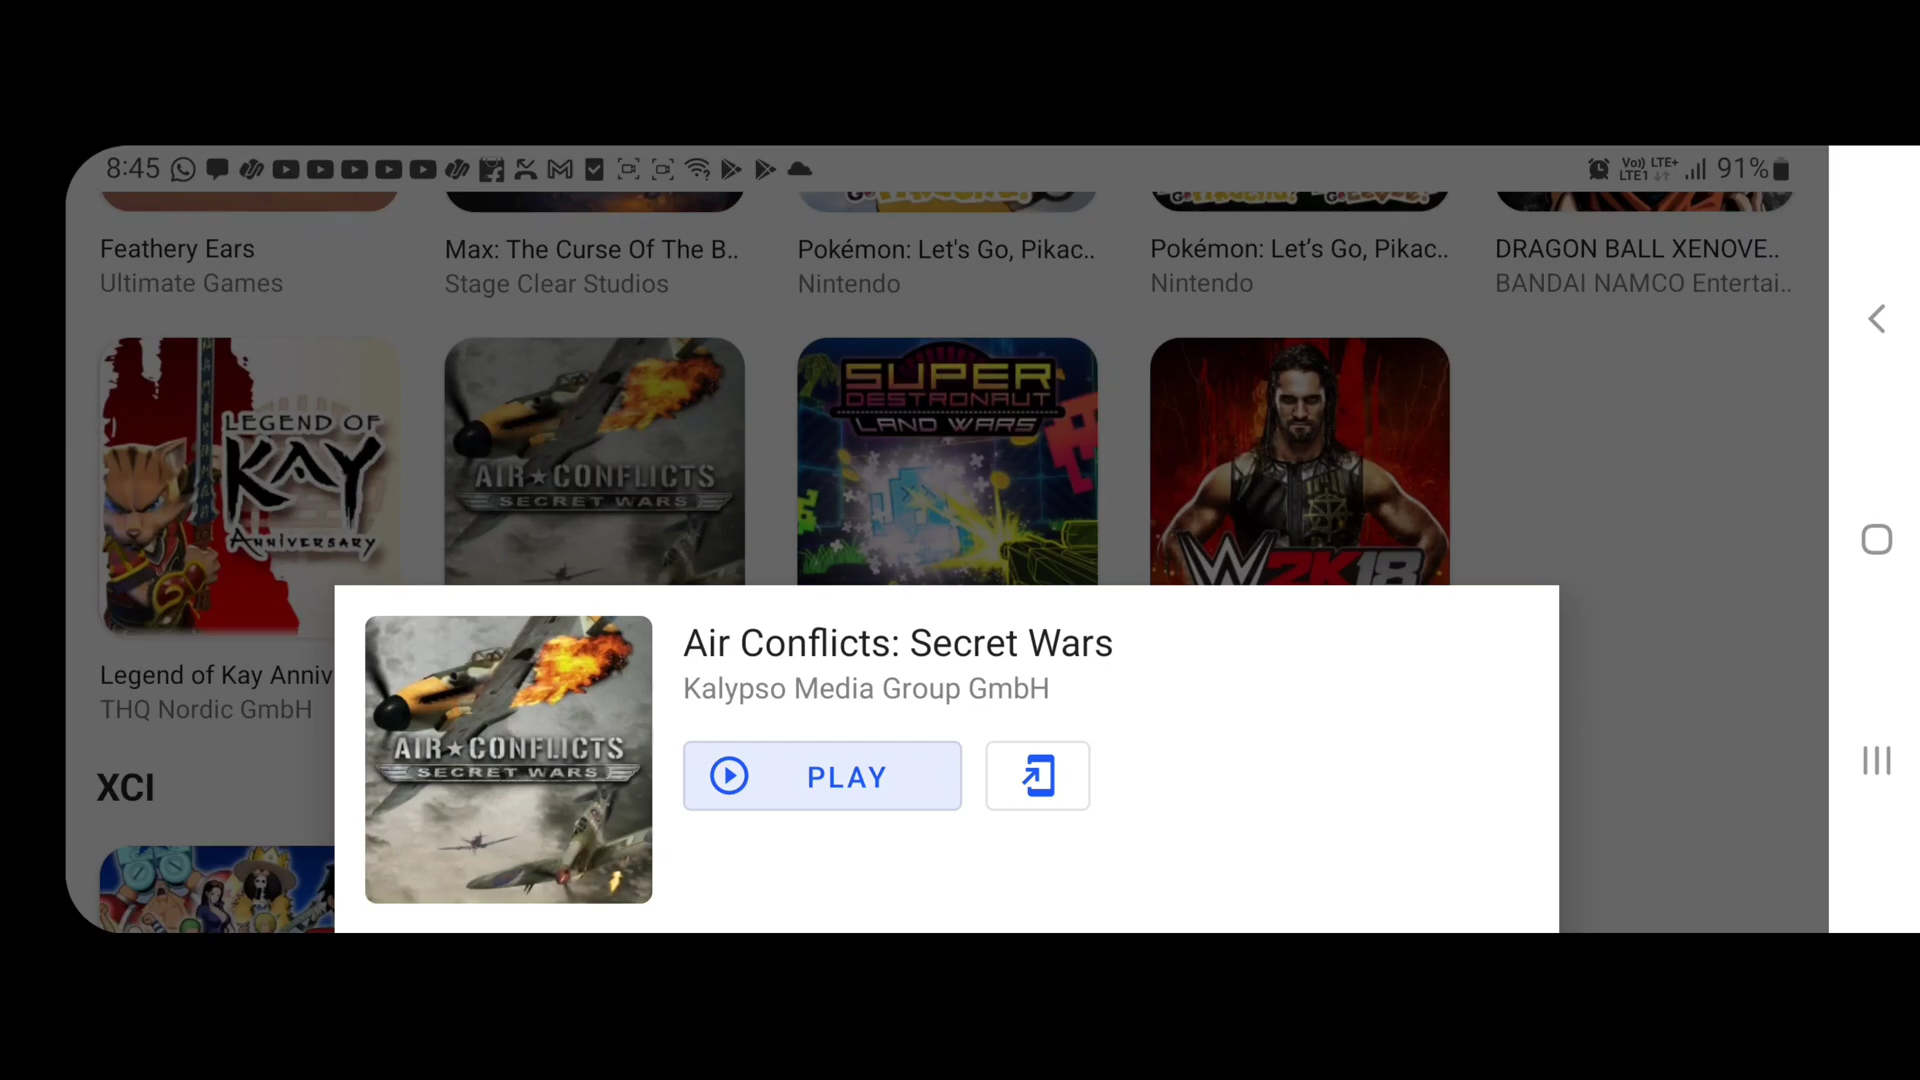 8:45
Vo)) LTE+
LTE1
91%
Feathery Ears
Ultimate Games
Max: The Curse Of The B..
Stage Clear Studios
Pokémon: Let's Go, Pikac..
Nintendo
Pokémon: Let’s Go, Pikac..
Nintendo
DRAGON BALL XENOVE..
BANDAI NAMCO Entertai..
LEGEND OF
KAY
ANNIVERSARY
AIR★CONFLICTS
SECRET WARS
SUPER
DESTRONAUT
LAND WARS
W2K18
Legend of Kay Anniv
THQ Nordic GmbH
AIR★CONFLICTS
SECRET WARS
Air Conflicts: Secret Wars
Kalypso Media Group GmbH
PLAY
XCI